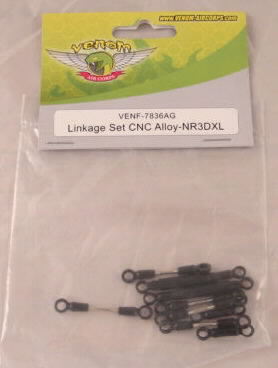 WWW.VENOM-AIRCORPS.COM
VENOM
AIR CORPS
VENF-7836AG
Linkage Set CNC Alloy-NR3DXL